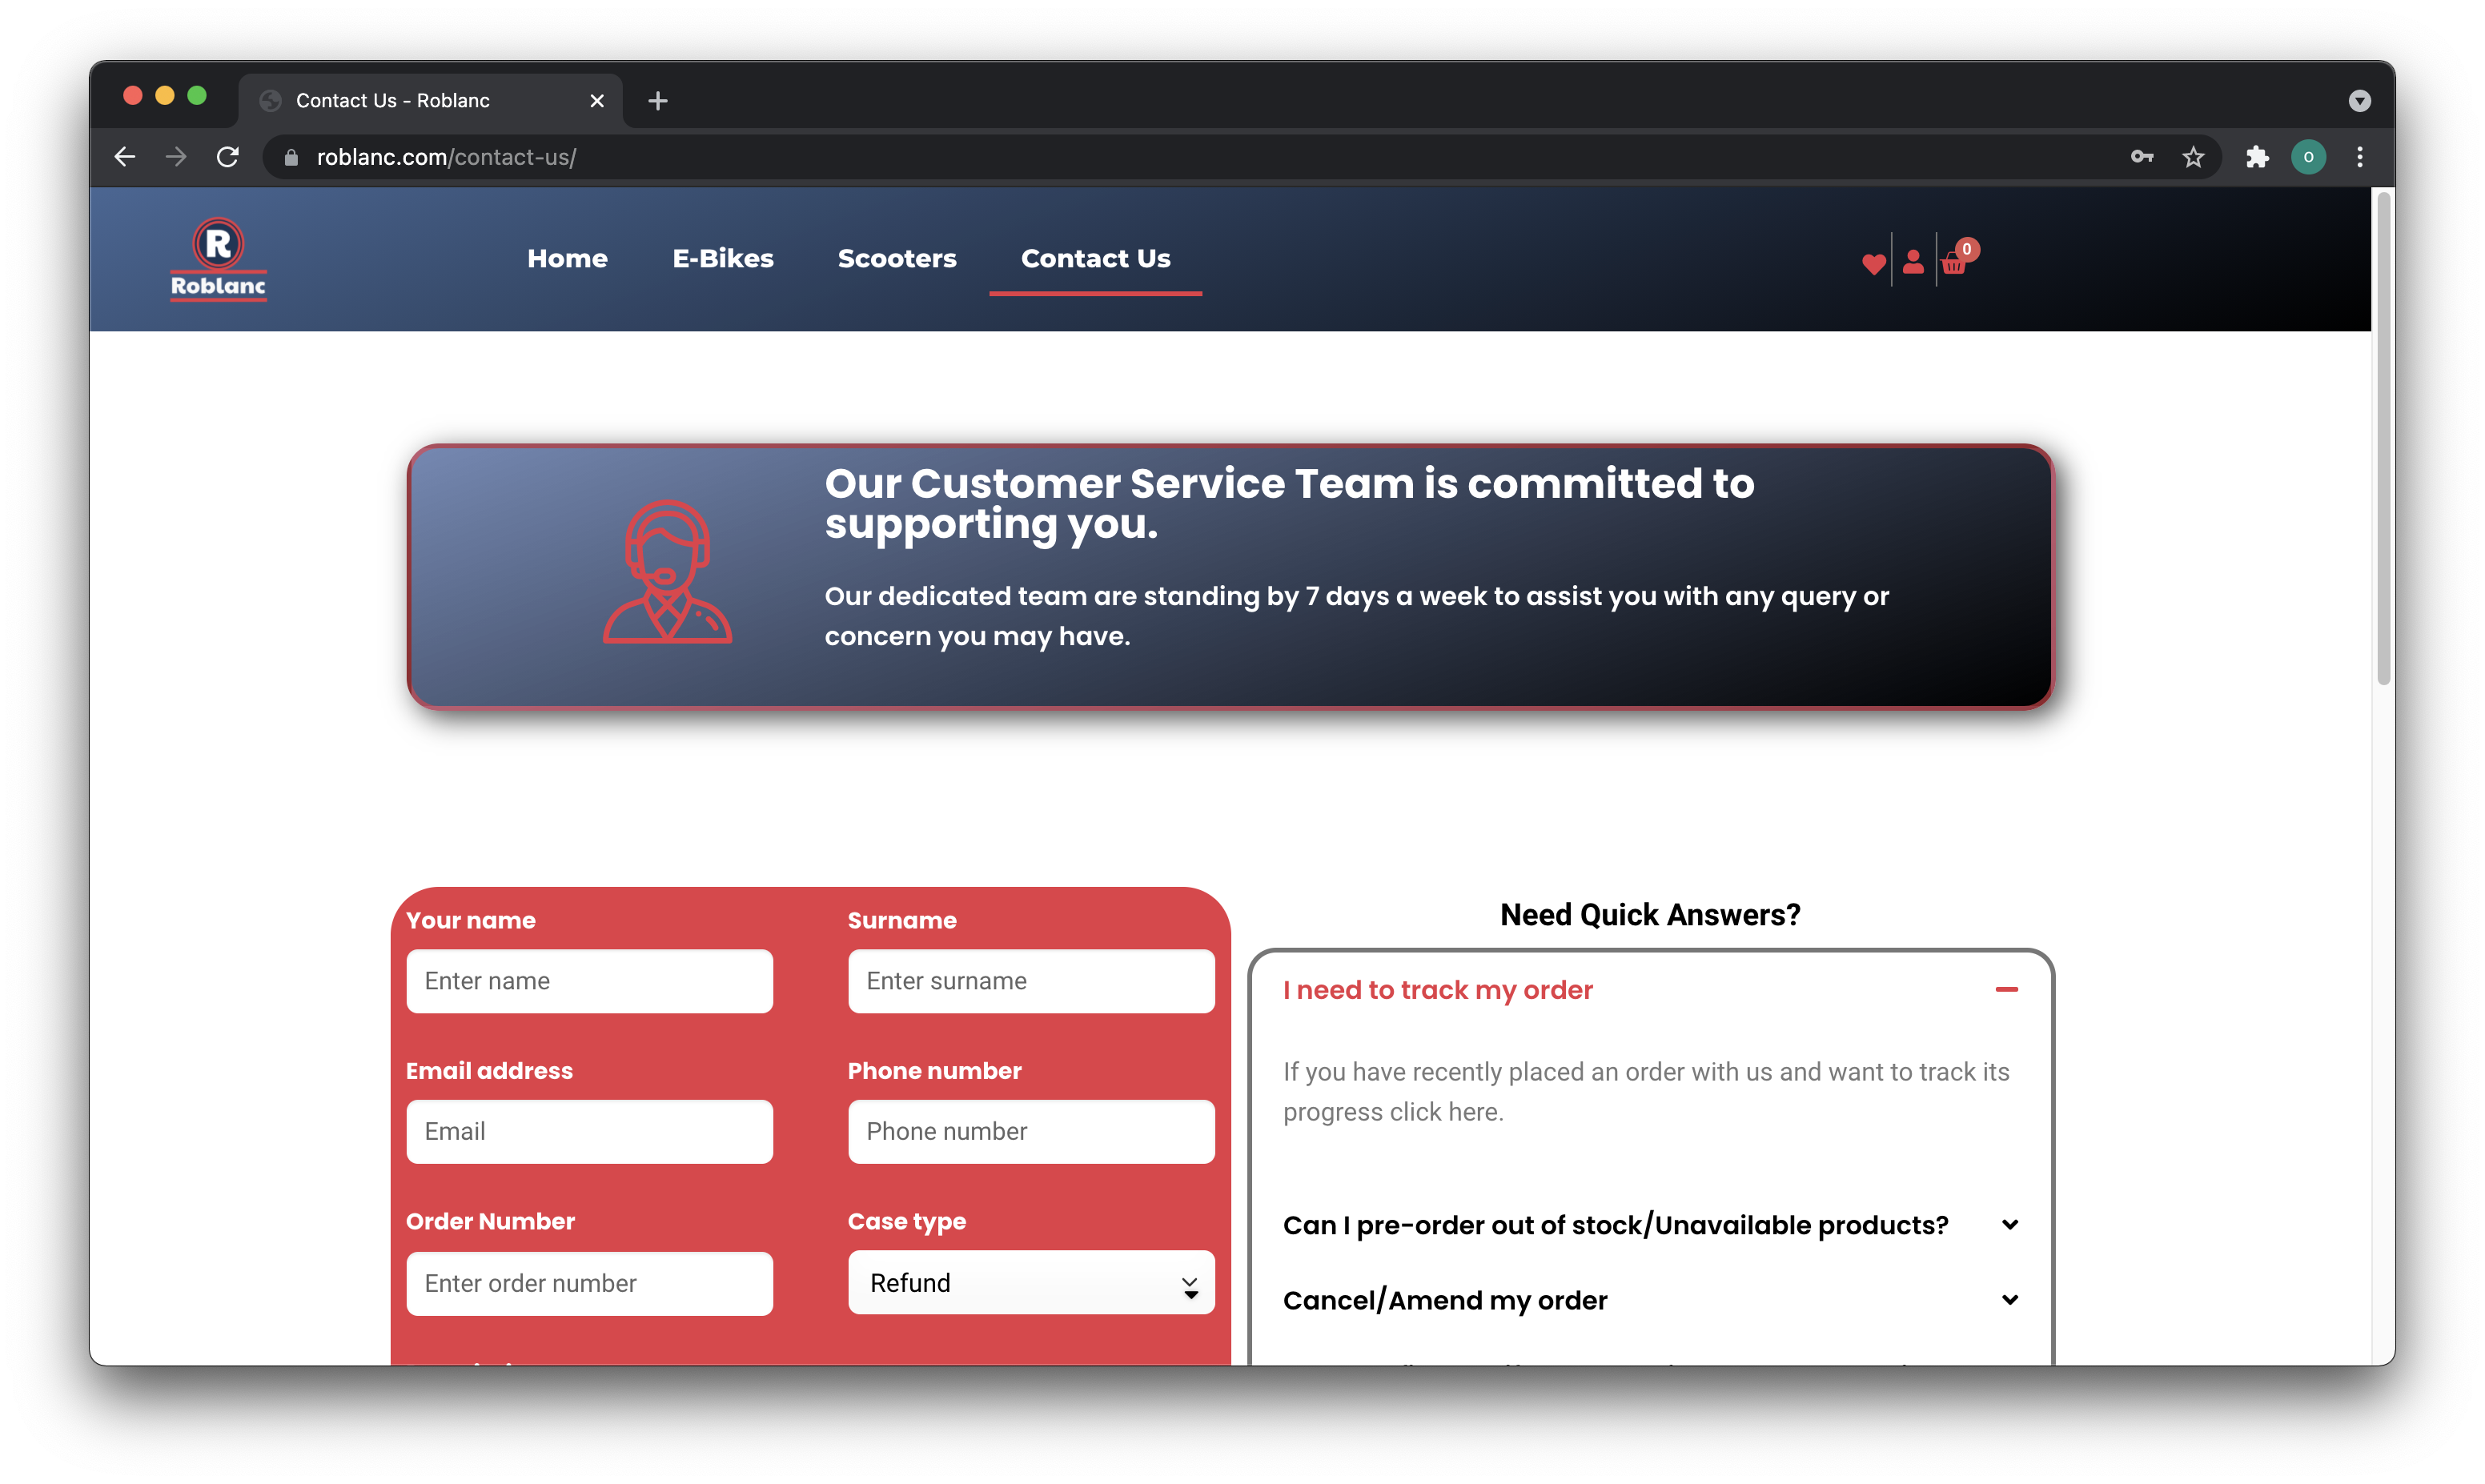 Contact Us - Roblanc
roblanc.com/contact-us/
O
R
Roblanc
Home
E-Bikes
Scooters
Contact Us
0
Our Customer Service Team is committed to
supporting you.
Our dedicated team are standing by 7 days a week to assist you with any query or
concern you may have.
Your name
Surname
Enter name
Enter surname
Email address
Phone number
Email
Phone number
Order Number
Case type
Enter order number
Refund
Need Quick Answers?
I need to track my order
If you have recently placed an order with us and want to track its
progress click here.
Can I pre-order out of stock/Unavailable products?
Cancel/Amend my order